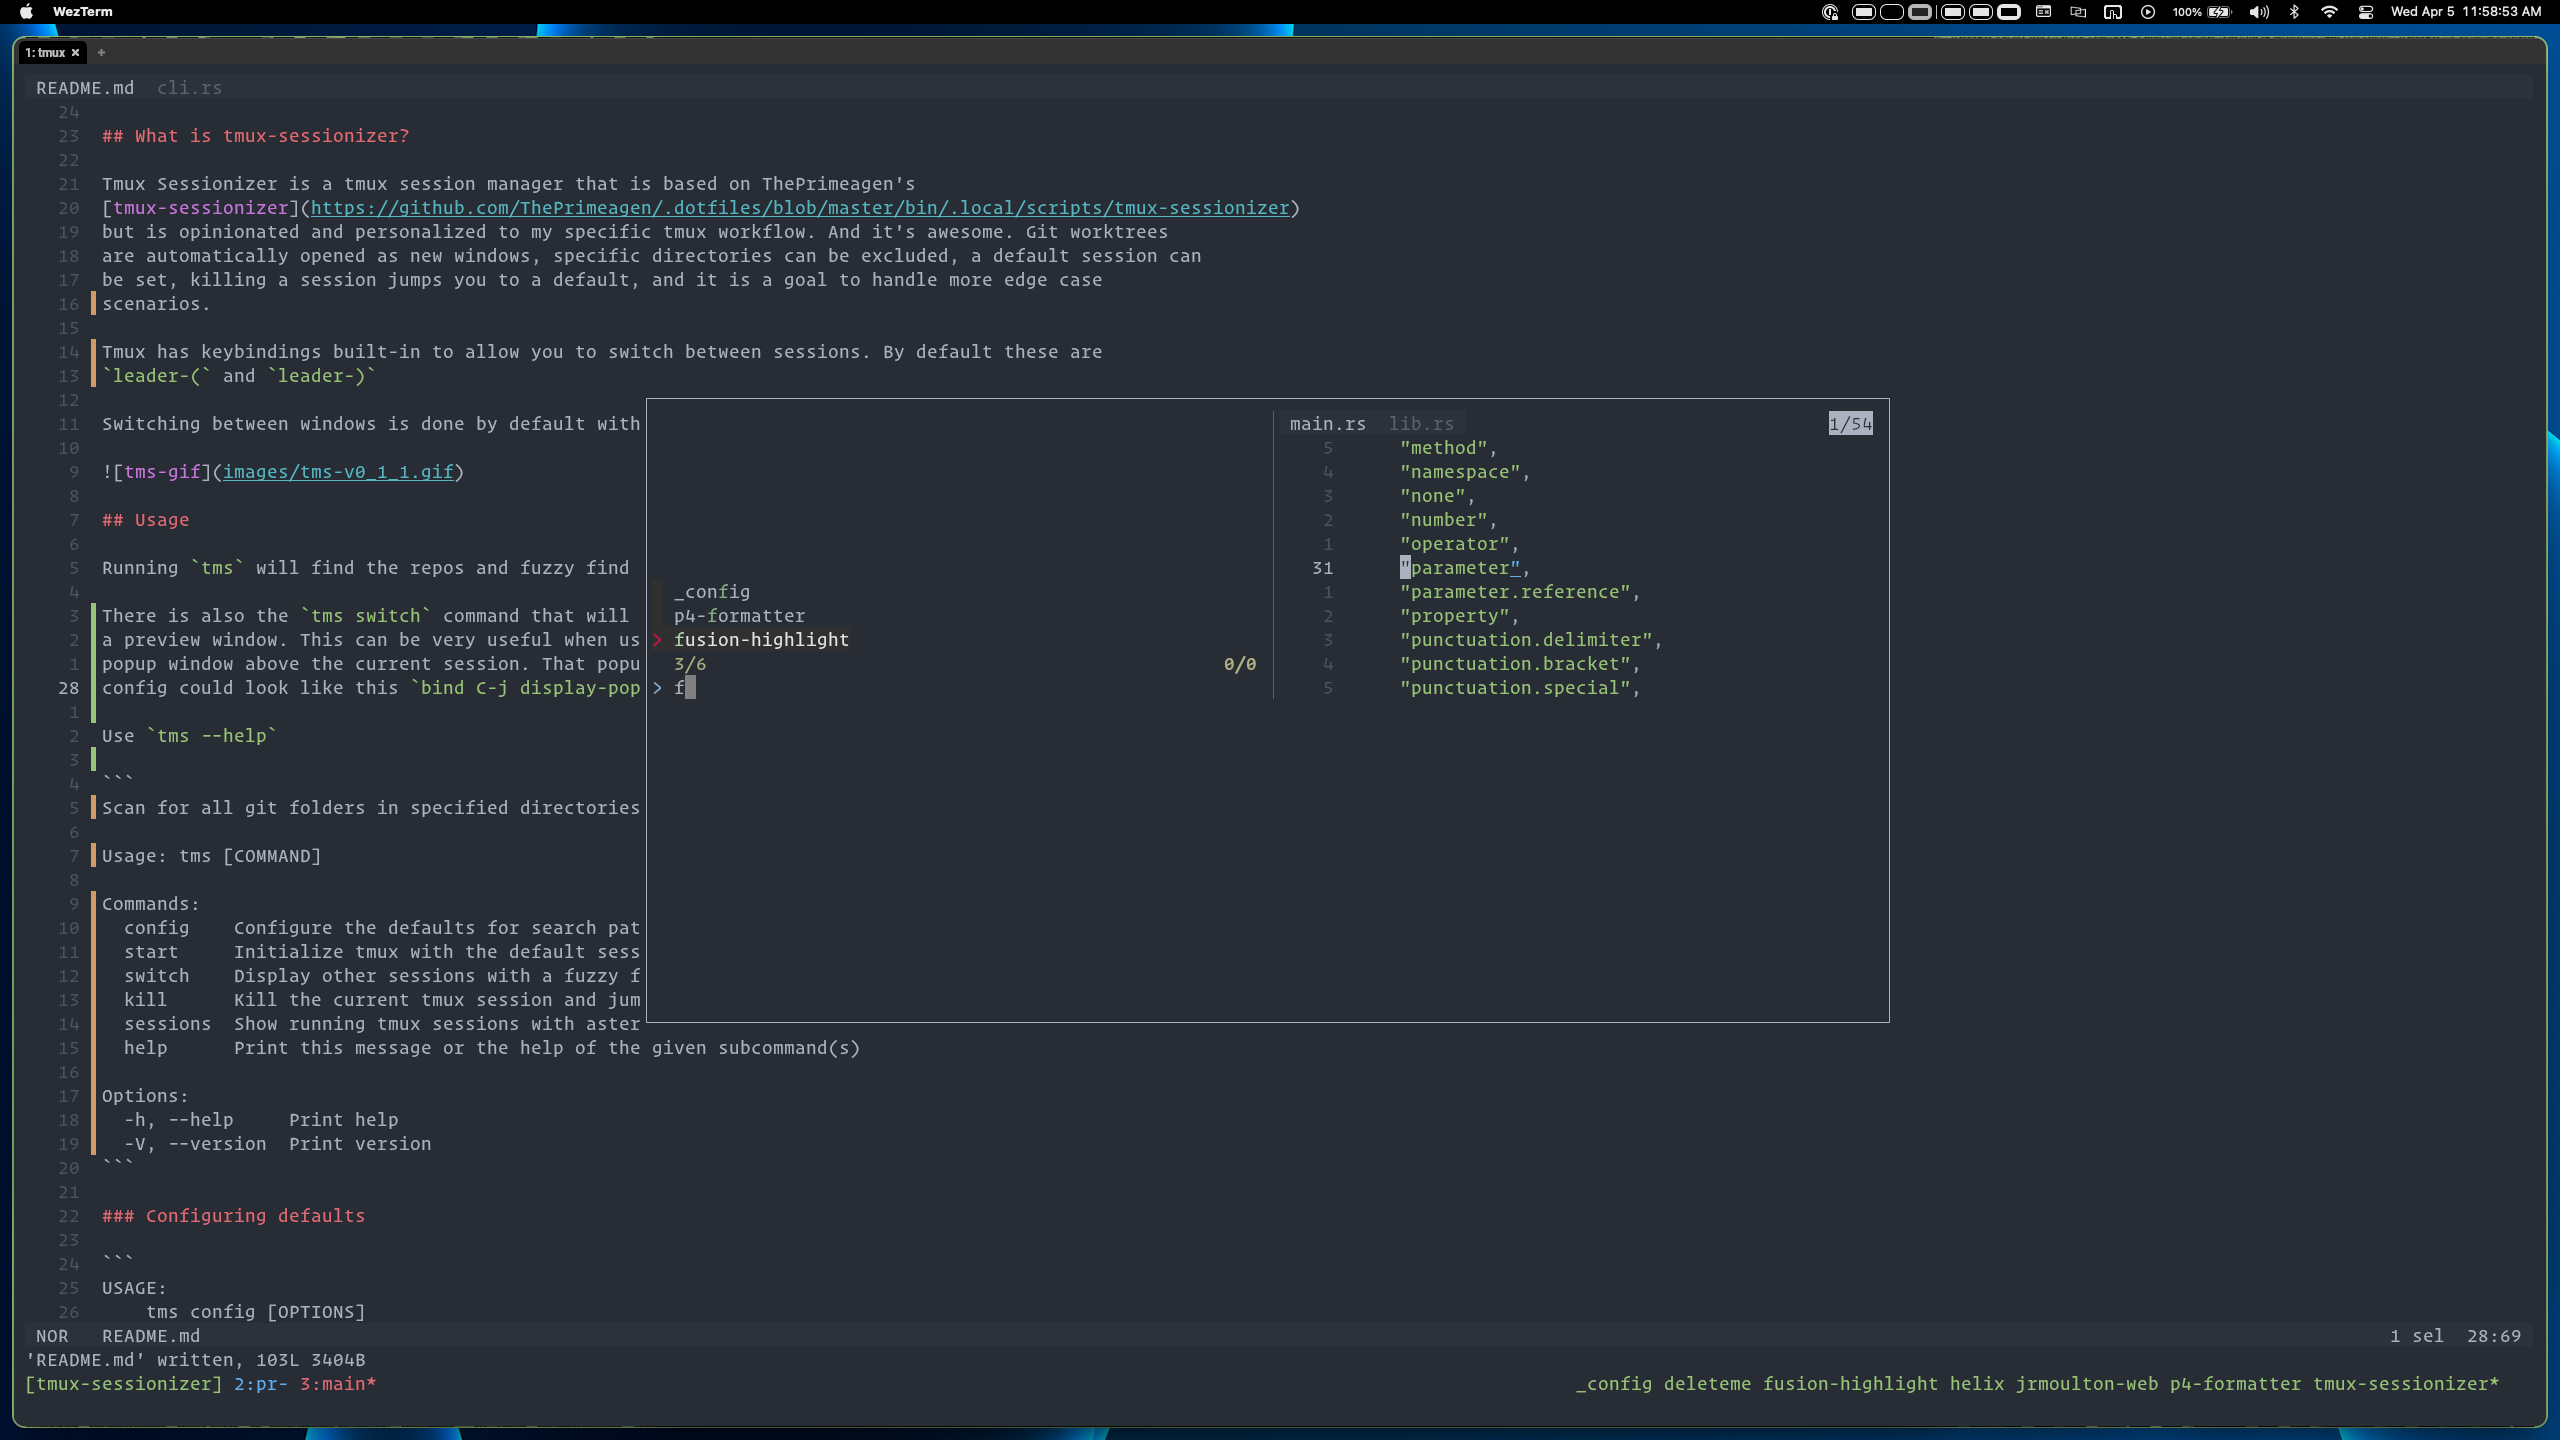 WezTerm
100% Wed Apr 5 11:58:53 AM
1: tmux × +
README.md cli.rs
24
23 ## What is tmux-sessionizer?
22
21 Tmux Sessionizer is a tmux session manager that is based on ThePrimeagen's
20 [tmux-sessionizer](https://github.com/ThePrimeagen/.dotfiles/blob/master/bin/.local/scripts/tmux-sessionizer)
19 but is opinionated and personalized to my specific tmux workflow. And it's awesome. Git worktrees
18 are automatically opened as new windows, specific directories can be excluded, a default session can
17 be set, killing a session jumps you to a default, and it is a goal to handle more edge case
16 scenarios.
15
14 Tmux has keybindings built-in to allow you to switch between sessions. By default these are
13 `leader-(` and `leader-)`
12
11 Switching between windows is done by default with
10
9 ![tms-gif](images/tms-v0_1_1.gif)
8
7 ## Usage
6
5 Running `tms` will find the repos and fuzzy find
4
3 There is also the `tms switch` command that will
2 a preview window. This can be very useful when us
1 popup window above the current session. That popu
28 config could look like this `bind C-j display-pop
1
2 Use `tms --help`
3
4 ```
5 Scan for all git folders in specified directories
6
7 Usage: tms [COMMAND]
8
9 Commands:
10 config Configure the defaults for search pat
11 start Initialize tmux with the default sess
12 switch Display other sessions with a fuzzy f
13 kill Kill the current tmux session and jum
14 sessions Show running tmux sessions with aster
15 help Print this message or the help of the given subcommand(s)
16
17 Options:
18 -h, --help Print help
19 -V, --version Print version
20 ```
21
22 ### Configuring defaults
23
24 ```
25 USAGE:
26 tms config [OPTIONS]
_config
p4-formatter
> fusion-highlight
3/6 0/0
> f
main.rs lib.rs 1/54
5 "method",
4 "namespace",
3 "none",
2 "number",
1 "operator",
31 "parameter",
1 "parameter.reference",
2 "property",
3 "punctuation.delimiter",
4 "punctuation.bracket",
5 "punctuation.special",
NOR README.md 1 sel 28:69
'README.md' written, 103L 3404B
[tmux-sessionizer] 2:pr- 3:main* _config deleteme fusion-highlight helix jrmoulton-web p4-formatter tmux-sessionizer*